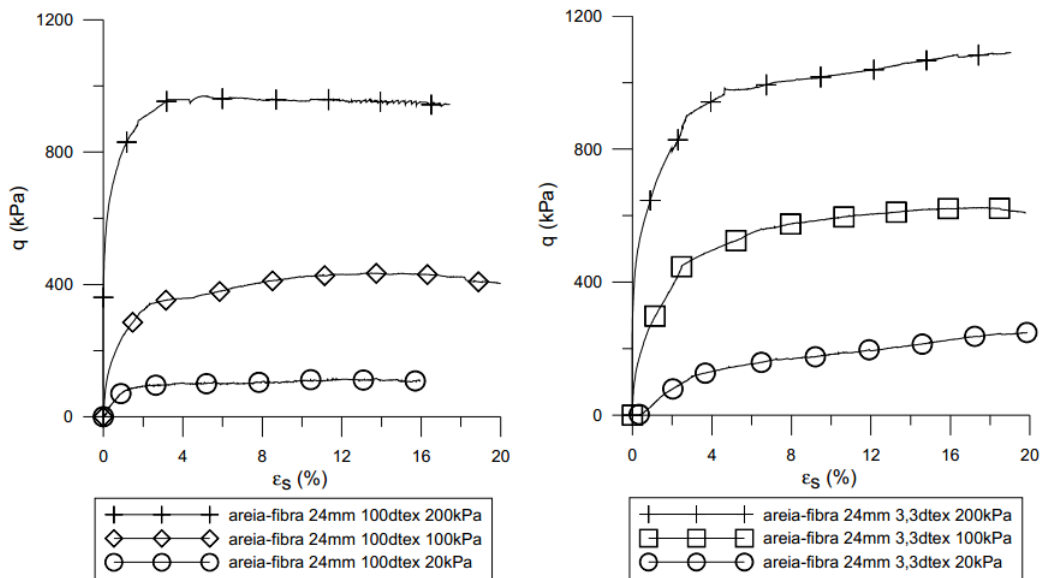 1200
800
400
0
q (kPa)
0 4 8 12 16 20
εs (%)
areia-fibra 24mm 100dtex 200kPa
areia-fibra 24mm 100dtex 100kPa
areia-fibra 24mm 100dtex 20kPa
1200
800
400
0
q (kPa)
0 4 8 12 16 20
εs (%)
areia-fibra 24mm 3,3dtex 200kPa
areia-fibra 24mm 3,3dtex 100kPa
areia-fibra 24mm 3,3dtex 20kPa